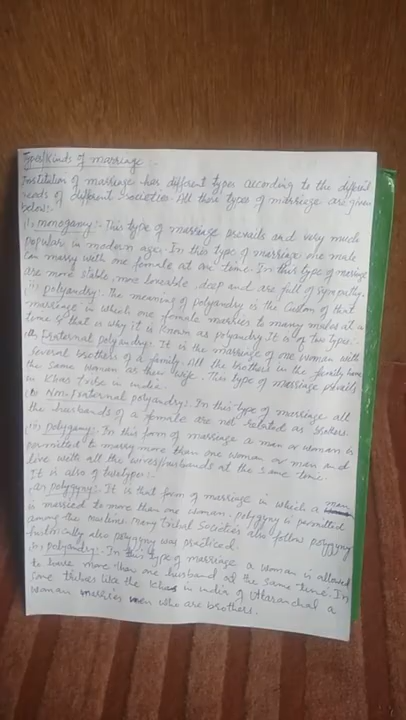 Types/Kinds of marriage :-
Institution of marriage has different types according to the different
needs of different societies. All those types of marriage are given
below:-
(i) monogamy:- This type of marriage prevails and very much
popular in modern age. In this type of marriage one male
can marry with one female at one time. In this type of marriage
are more stable, more loveable, deep and are full of sympathy.
(ii) polyandry:- The meaning of polyandry is the custom of that
marriage in which one female marries to many males at a
time so that is why it is known as polyandry. It is of two types:-
(a) Fraternal polyandry:- It is the marriage of one woman with
several brothers of a family. All the brothers in the family have
the same woman as their wife. This type of marriage prevails
in Khas tribe in india.
(b) Non-fraternal polyandry:- In this type of marriage all
the husbands of a female are not related as brothers.
(iii) polygamy:- In this form of marriage a man or woman is
permitted to marry more than one woman or man and
live with all the wives/husbands at the same time.
It is also of two types:-
(a) polygyny:- It is that form of marriage in which a man
is married to more than one woman. polygyny is permitted
among the muslims. Many tribal societies also follow polygyny
historically also polygyny was practiced.
(b) polyandry:- In this type of marriage a woman is allowed
to have more than one husband at the same time. In
some tribes like the Khas in india of Utaranchal a
woman marries men who are brothers.